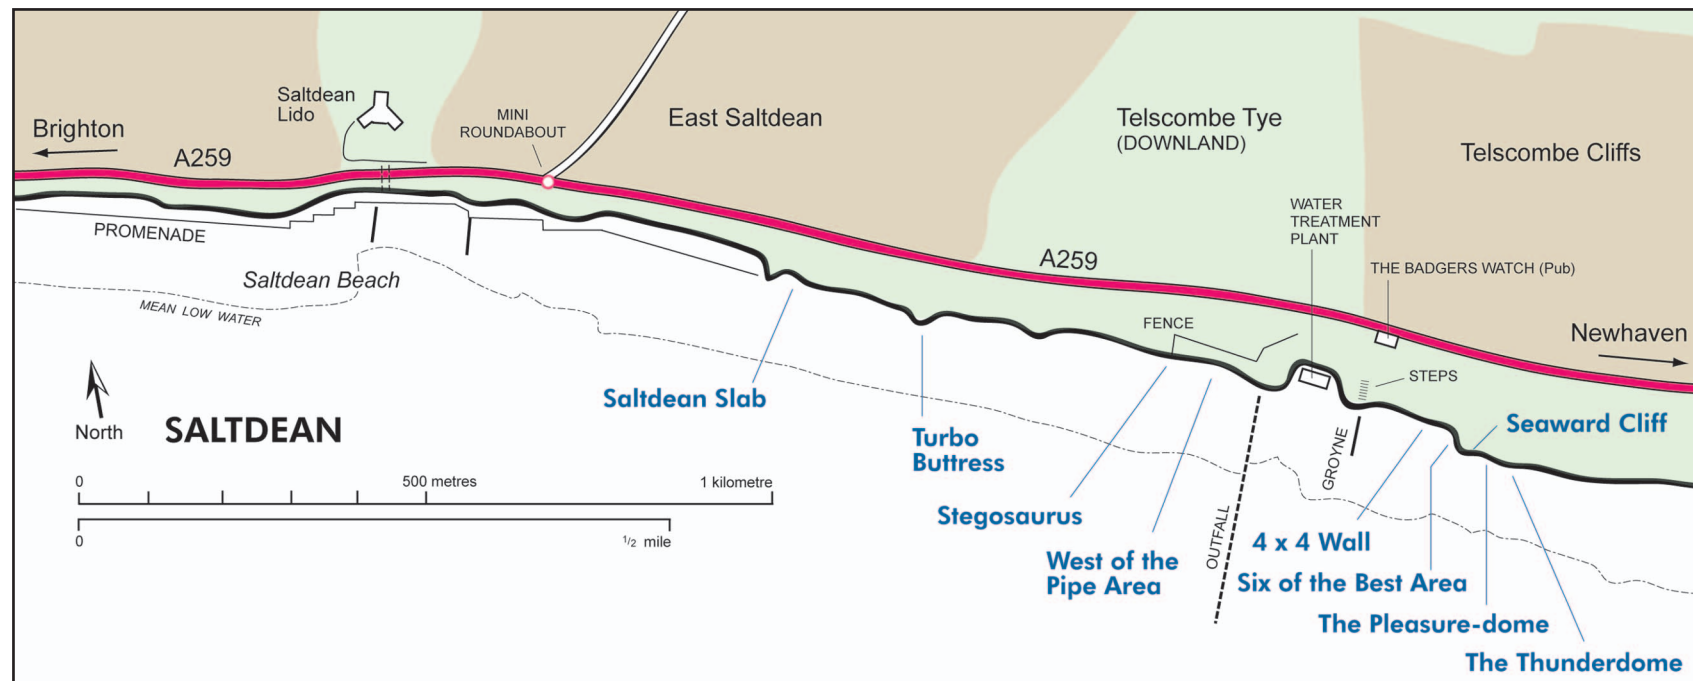 Saltdean
Lido
MINI
ROUNDABOUT
East Saltdean
Telscombe Tye
(DOWNLAND)
Brighton
A259
Telscombe Cliffs
WATER
TREATMENT
PLANT
PROMENADE
A259
THE BADGERS WATCH (Pub)
Saltdean Beach
MEAN LOW WATER
FENCE
Newhaven
STEPS
Saltdean Slab
North
SALTDEAN
Turbo
Buttress
Seaward Cliff
GROYNE
0
500 metres
1 kilometre
Stegosaurus
OUTFALL
0
1/2 mile
4 x 4 Wall
West of the
Pipe Area
Six of the Best Area
The Pleasure-dome
The Thunderdome